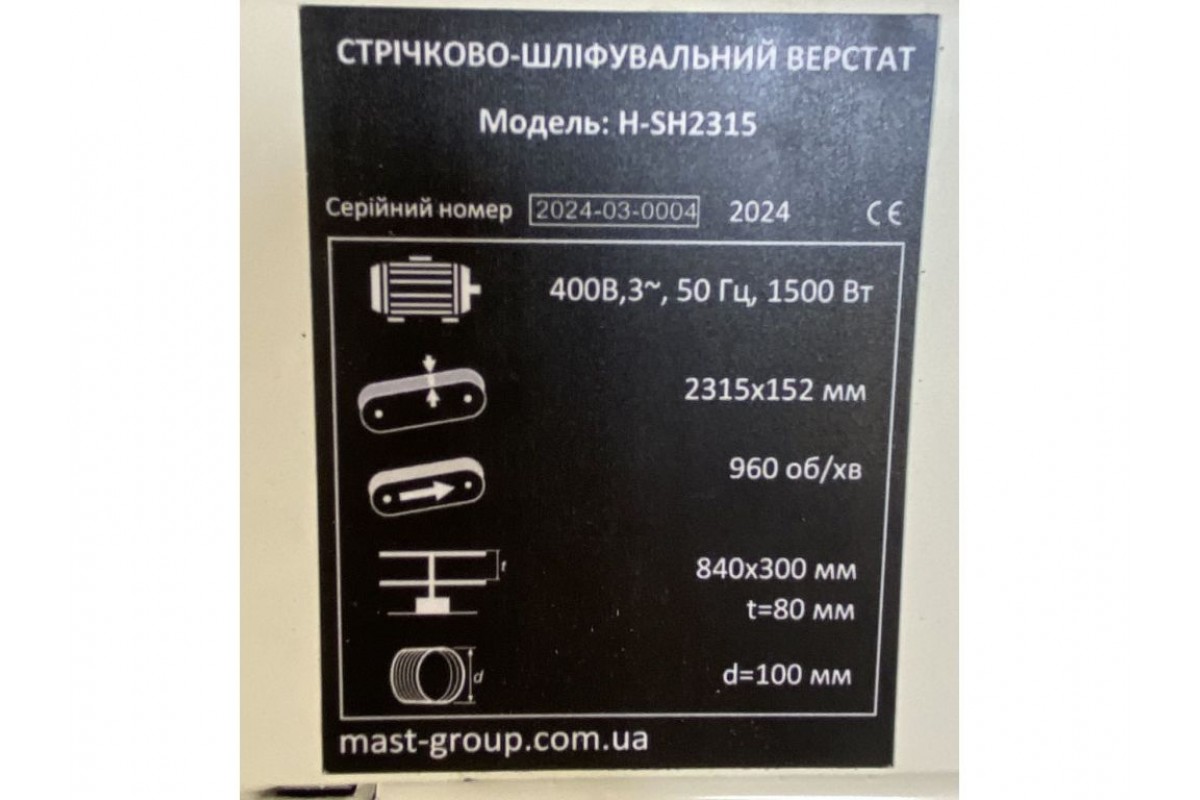 СТРІЧКОВО-ШЛІФУВАЛЬНИЙ ВЕРСТАТ
Модель: H-SH2315
Серійний номер 2024-03-0004 2024 CE
400В,3~, 50 Гц, 1500 Вт
2315x152 мм
960 об/хв
t
840x300 мм
t=80 мм
d
d=100 мм
mast-group.com.ua